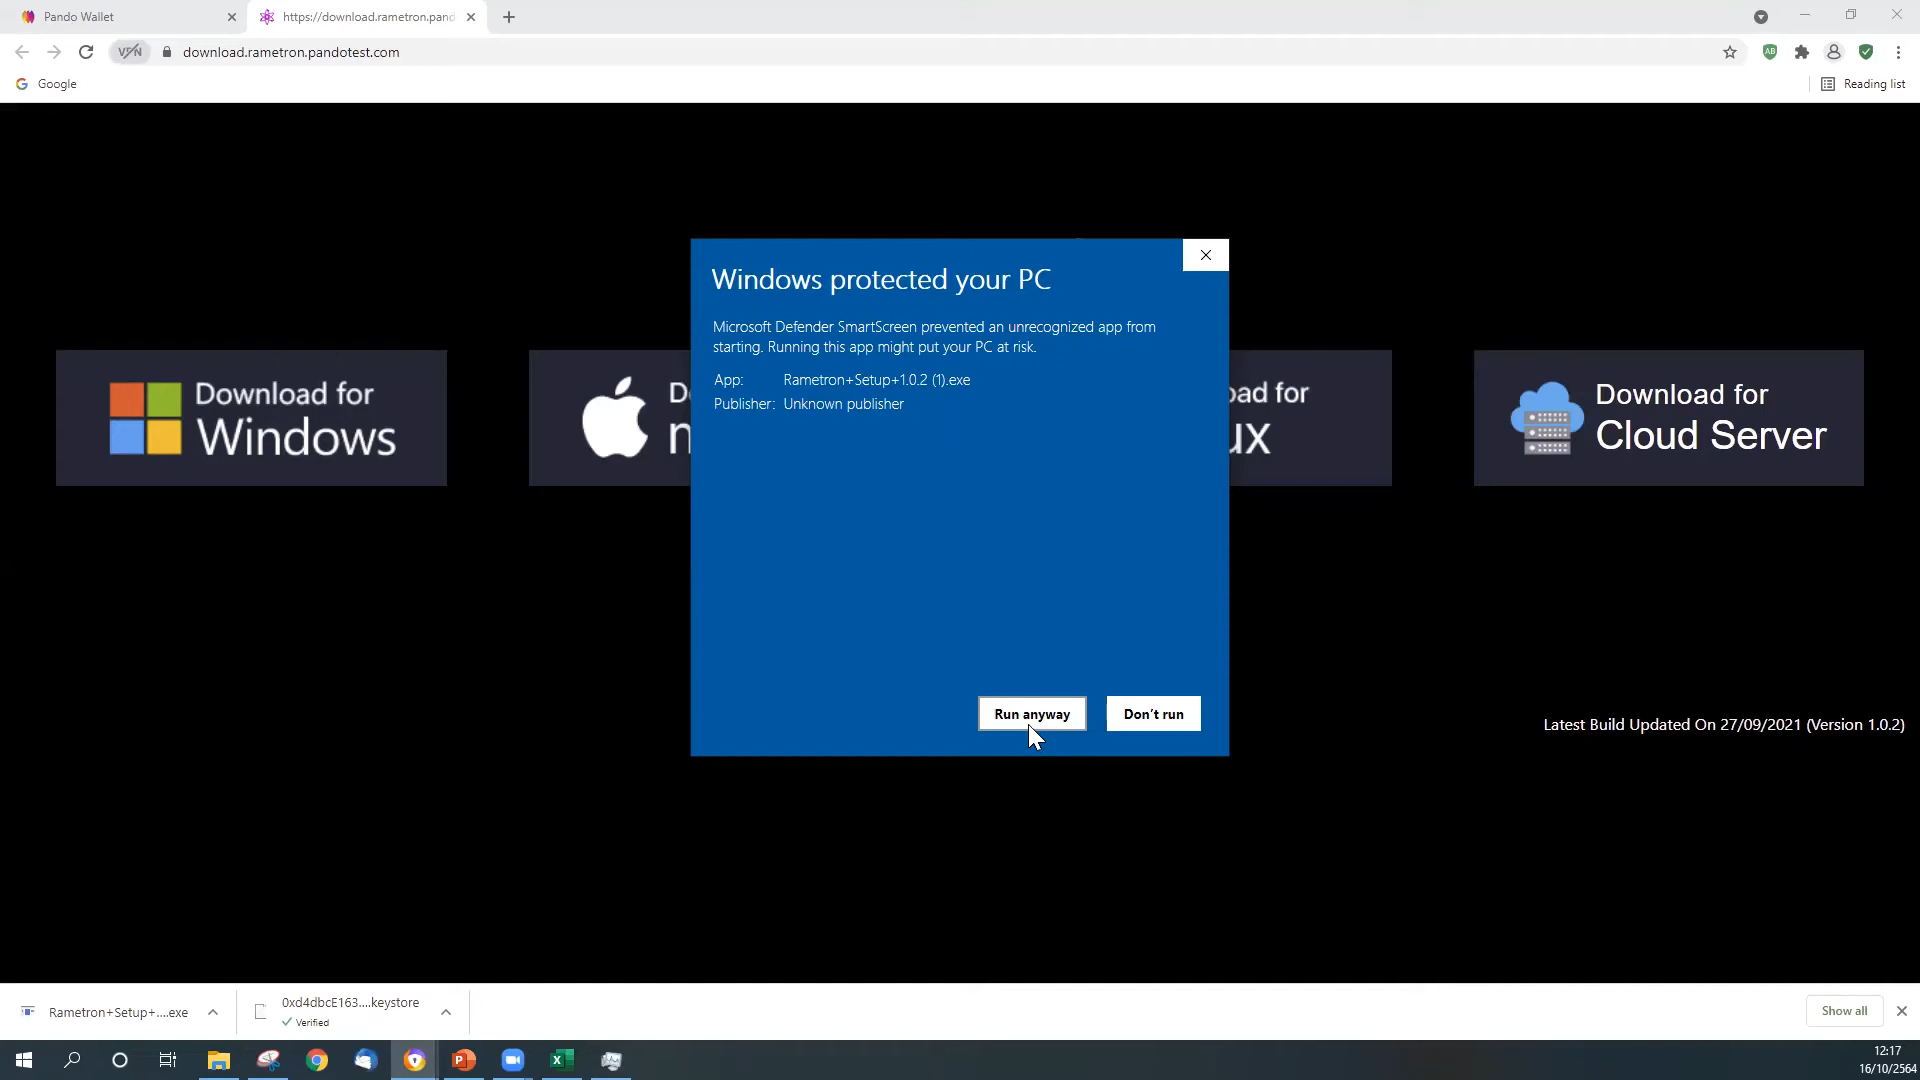 Pando Wallet
https://download.rametron.pand
VPN
download.rametron.pandotest.com
AB
Google
Reading list
Windows protected your PC
Microsoft Defender SmartScreen prevented an unrecognized app from
starting. Running this app might put your PC at risk.
App: Rametron+Setup+1.0.2 (1).exe
Publisher: Unknown publisher
Run anyway
Don't run
Download for
Windows
Download for
Cloud Server
Latest Build Updated On 27/09/2021 (Version 1.0.2)
Rametron+Setup+....exe
0xd4dbcE163....keystore
Verified
Show all
12:17
16/10/2564